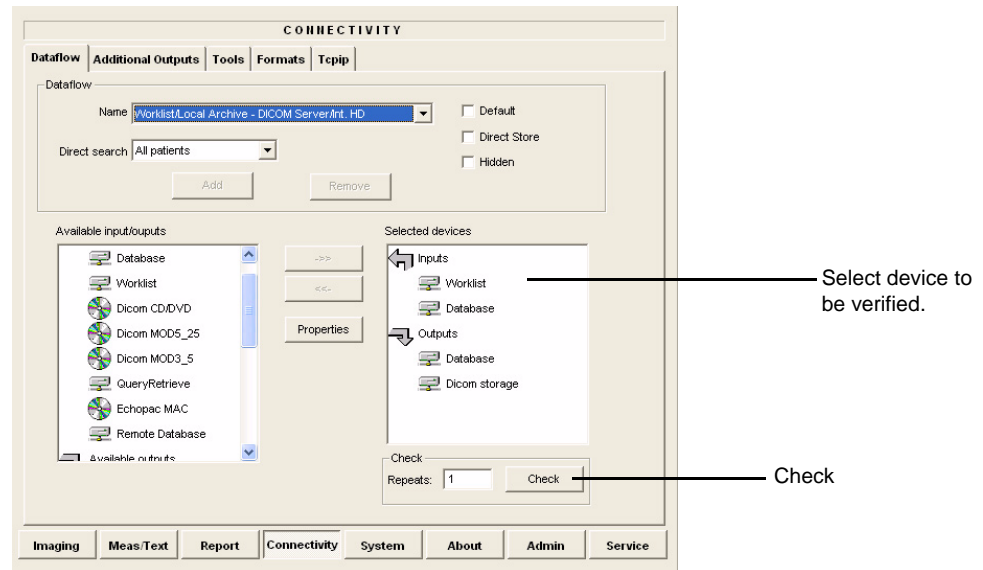 CONNECTIVITY
Dataflow Additional Outputs Tools Formats Tcpip
Dataflow
Name Worklist/Local Archive - DICOM Server/Int. HD
Default
Direct Store
Direct search All patients
Hidden
Add Remove
Available input/ouputs
Selected devices
Database
Worklist
Dicom CD/DVD
Dicom MOD5_25
Dicom MOD3_5
QueryRetrieve
Echopac MAC
Remote Database
Available outputs
->>
<<-
Properties
Inputs
Worklist
Database
Outputs
Database
Dicom storage
Select device to
be verified.
Check
Repeats: 1 Check
Check
Imaging Meas/Text Report Connectivity System About Admin Service